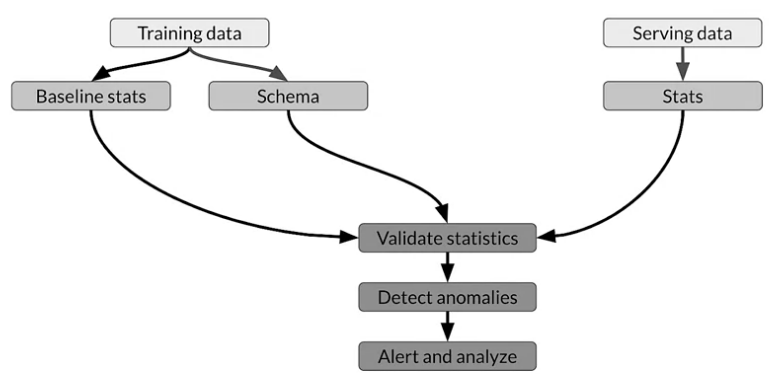 Training data
Serving data
Baseline stats
Schema
Stats
Validate statistics
Detect anomalies
Alert and analyze